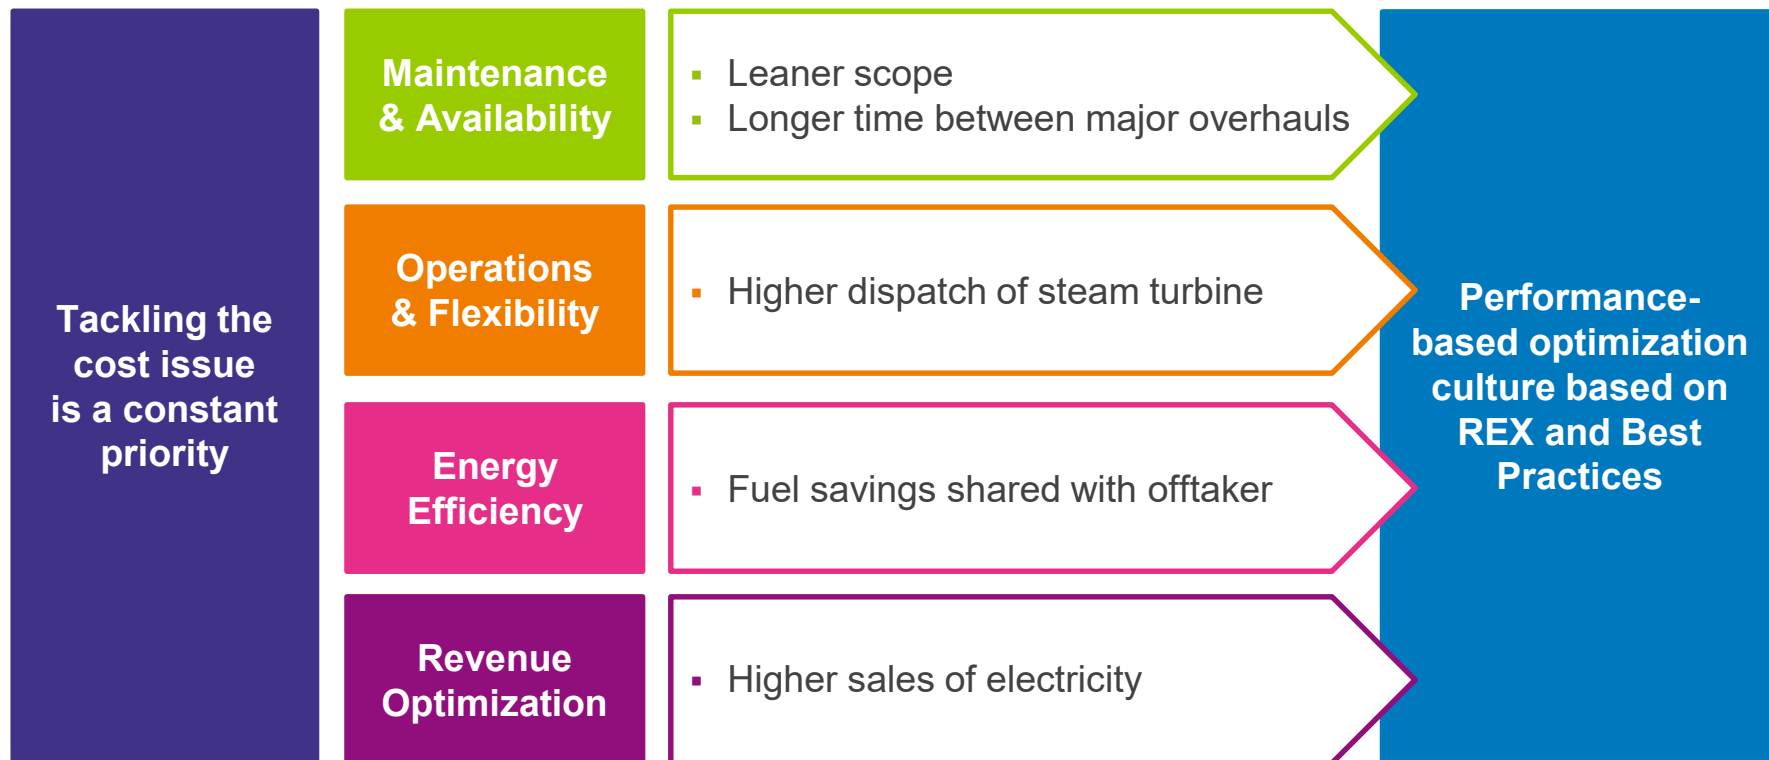 Tackling the
cost issue
is a constant
priority
Maintenance
& Availability
▪ Leaner scope
▪ Longer time between major overhauls
Operations
& Flexibility
▪ Higher dispatch of steam turbine
Energy
Efficiency
▪ Fuel savings shared with offtaker
Revenue
Optimization
▪ Higher sales of electricity
Performance-
based optimization
culture based on
REX and Best
Practices